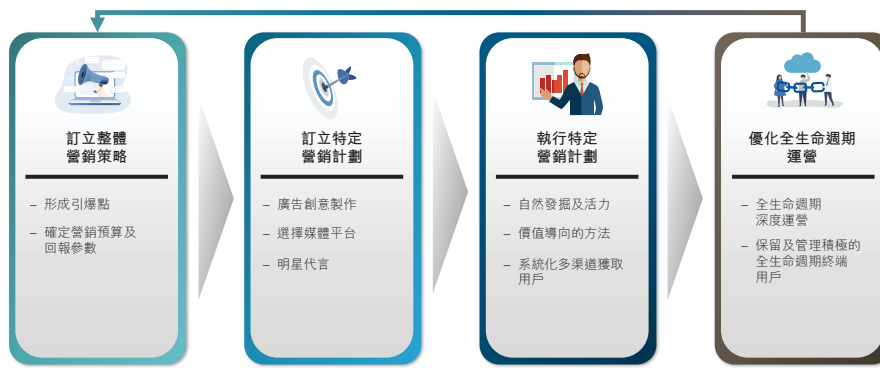 訂立整體
營銷策略
– 形成引爆點
– 確定營銷預算及
回報參數
訂立特定
營銷計劃
– 廣告創意製作
– 選擇媒體平台
– 明星代言
執行特定
營銷計劃
– 自然發掘及活力
– 價值導向的方法
– 系統化多渠道獲取
用戶
優化全生命週期
運營
– 全生命週期
深度運營
– 保留及管理積極的
全生命週期終端
用戶